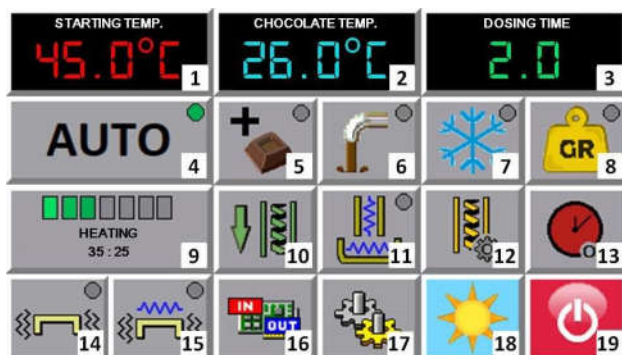 STARTING TEMP.
CHOCOLATE TEMP.
DOSING TIME
45.0°C
26.0°C
2.0
1
2
3
AUTO
4
5
6
7
GR
8
HEATING
35:25
9
10
11
12
13
14
15
IN
OUT
16
17
18
19